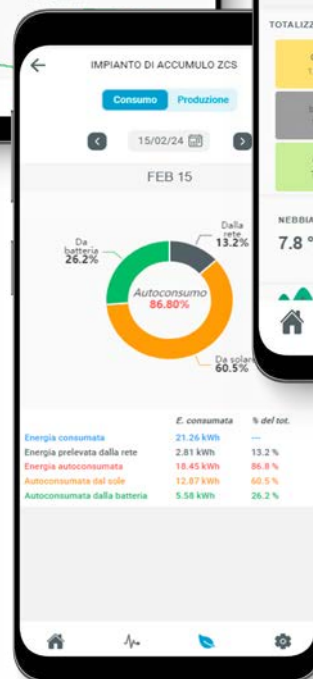 IMPIANTO DI ACCUMULO ZCS
Consumo Produzione
15/02/24
FEB 15
Da batteria
26.2%
Dalla rete
13.2%
Autoconsumo
86.80%
Da solare
60.5%
E. consumata % del tot.
Energia consumata 21.26 kWh —
Energia prelevata dalla rete 2.81 kWh 13.2 %
Energia autoconsumata 18.45 kWh 86.8 %
Autoconsumata dal sole 12.87 kWh 60.5 %
Autoconsumata dalla batteria 5.58 kWh 26.2 %
TOTALIZZ
NEBBIA
7.8 °